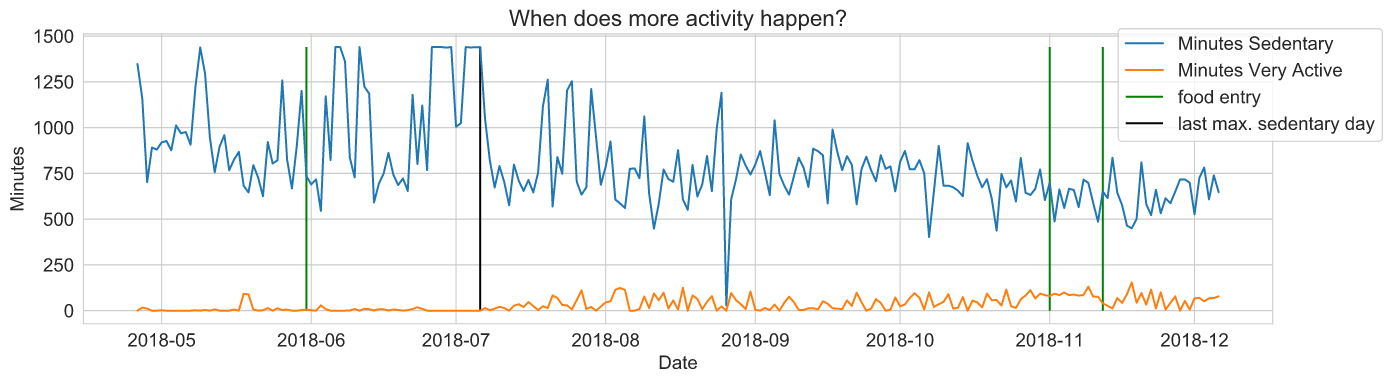 When does more activity happen?
1500
1250
1000
750
500
250
0
Minutes
2018-05 2018-06 2018-07 2018-08 2018-09 2018-10 2018-11 2018-12
Date
Minutes Sedentary
Minutes Very Active
food entry
last max. sedentary day